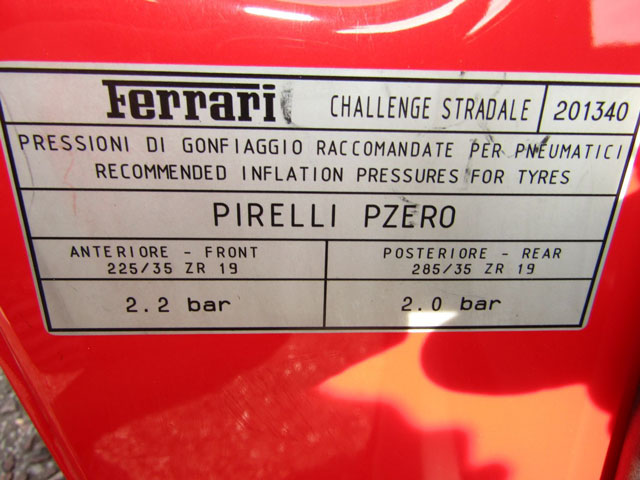 Ferrari CHALLENGE STRADALE 201340
PRESSIONI DI GONFIAGGIO RACCOMANDATE PER PNEUMATICI
RECOMMENDED INFLATION PRESSURES FOR TYRES
PIRELLI PZERO
ANTERIORE - FRONT
225/35 ZR 19
POSTERIORE - REAR
285/35 ZR 19
2.2 bar
2.0 bar